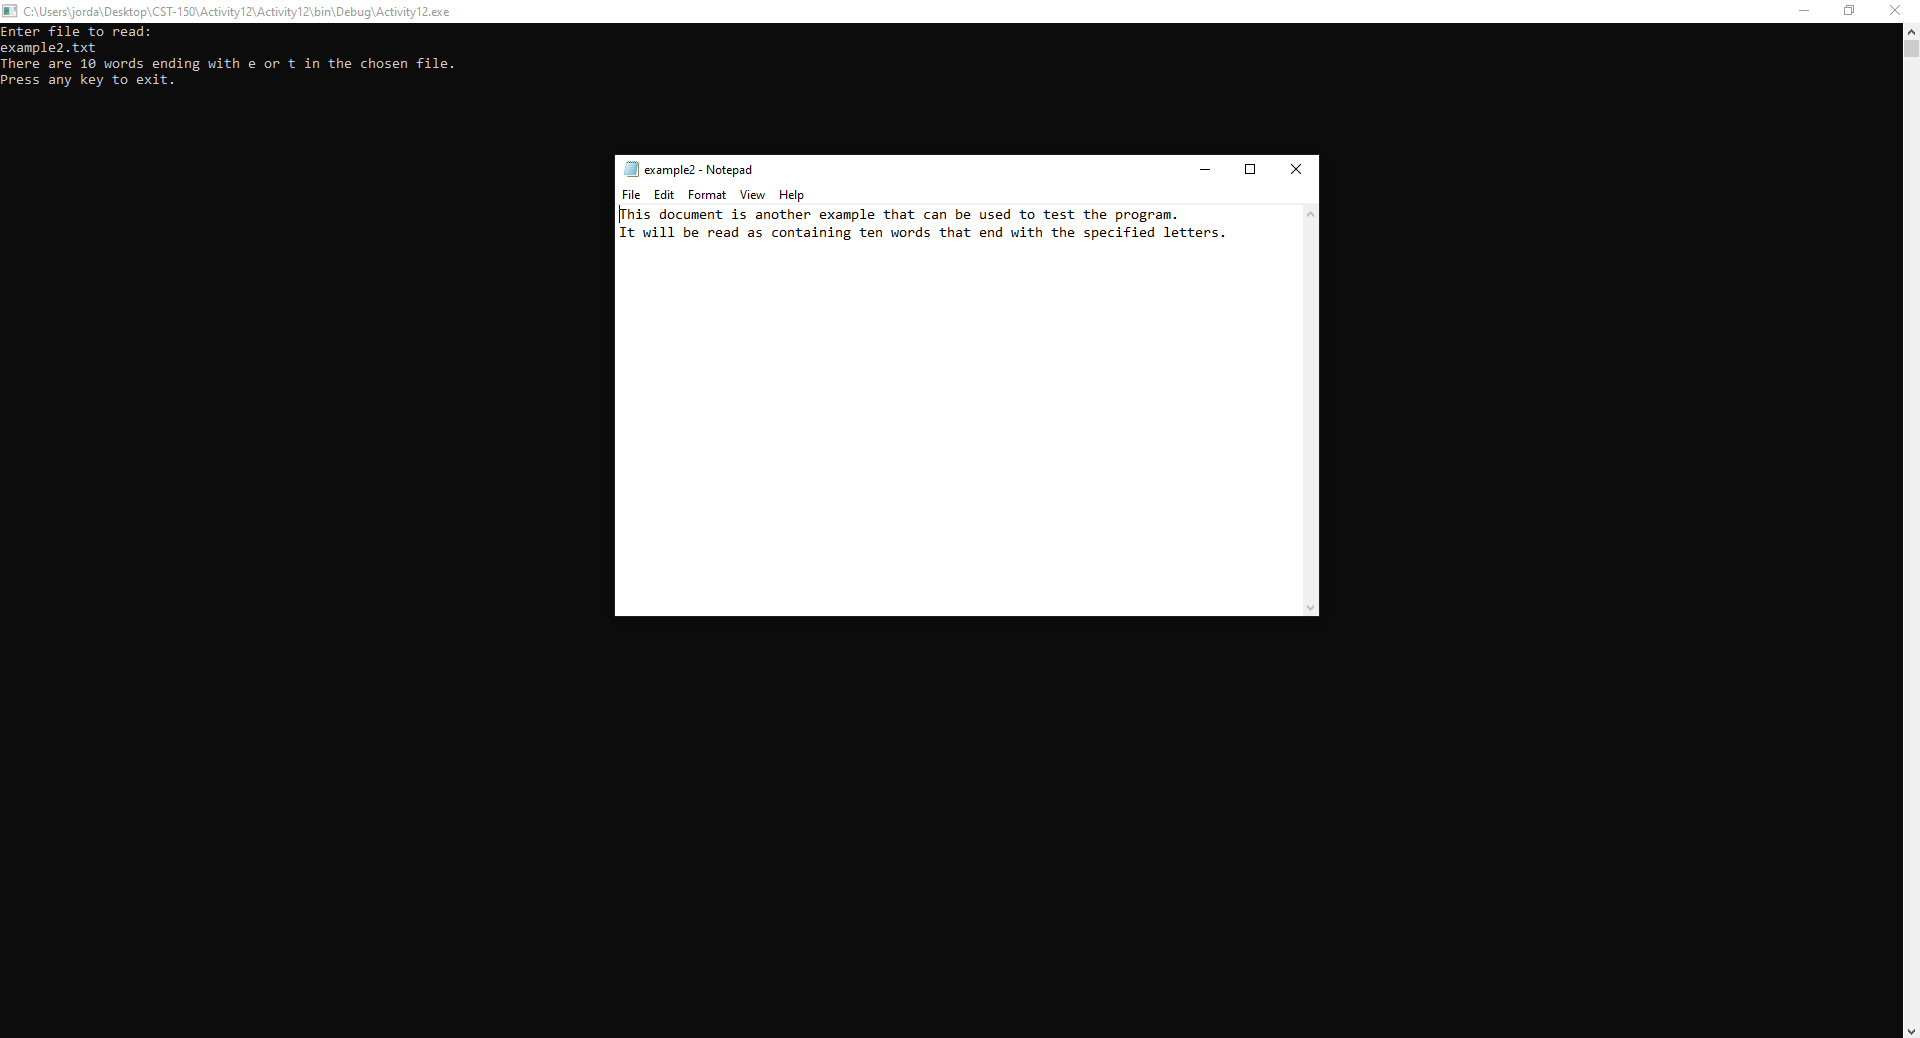 C:\Users\jorda\Desktop\CST-150\Activity12\Activity12\bin\Debug\Activity12.exe
Enter file to read:
example2.txt
There are 10 words ending with e or t in the chosen file.
Press any key to exit.
example2 - Notepad
File Edit Format View Help
This document is another example that can be used to test the program.
It will be read as containing ten words that end with the specified letters.